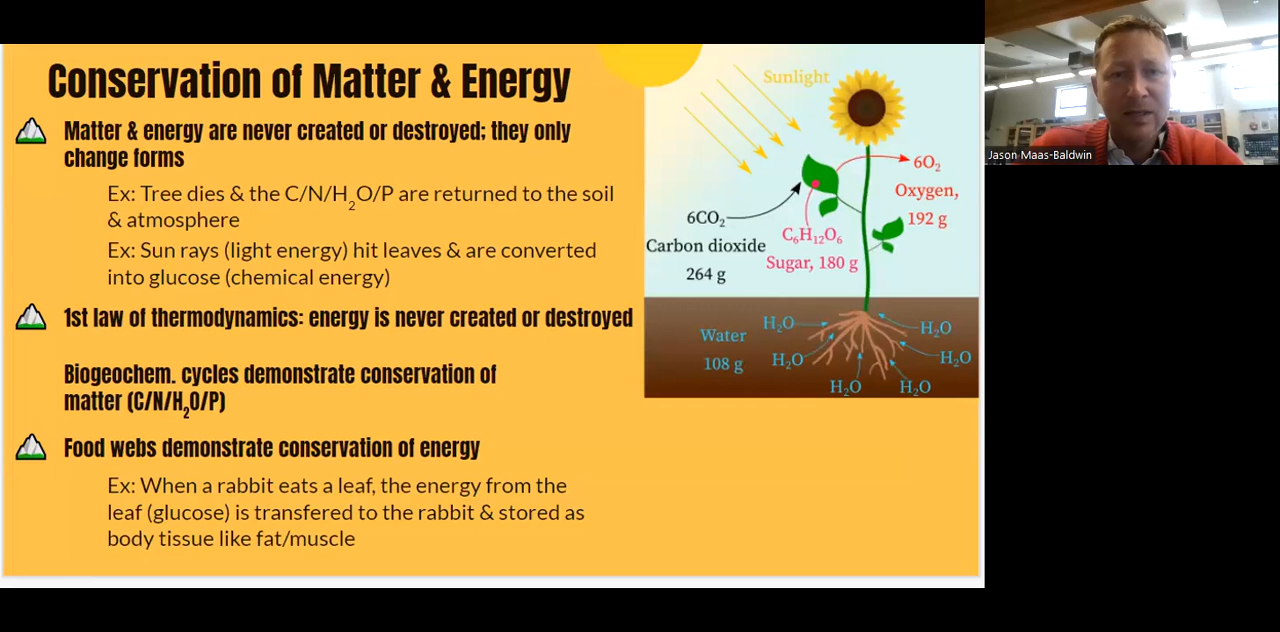 Conservation of Matter & Energy
Matter & energy are never created or destroyed; they only
change forms
Ex: Tree dies & the C/N/H₂O/P are returned to the soil
& atmosphere
Ex: Sun rays (light energy) hit leaves & are converted
into glucose (chemical energy)
1st law of thermodynamics: energy is never created or destroyed
Biogeochem. cycles demonstrate conservation of
matter (C/N/H₂O/P)
Food webs demonstrate conservation of energy
Ex: When a rabbit eats a leaf, the energy from the
leaf (glucose) is transfered to the rabbit & stored as
body tissue like fat/muscle
Sunlight
6O₂
Oxygen,
192 g
6CO₂
Carbon dioxide
264 g
C₆H₁₂O₆
Sugar, 180 g
Water
108 g
H₂O
H₂O
H₂O
H₂O
H₂O
H₂O
Jason Maas-Baldwin